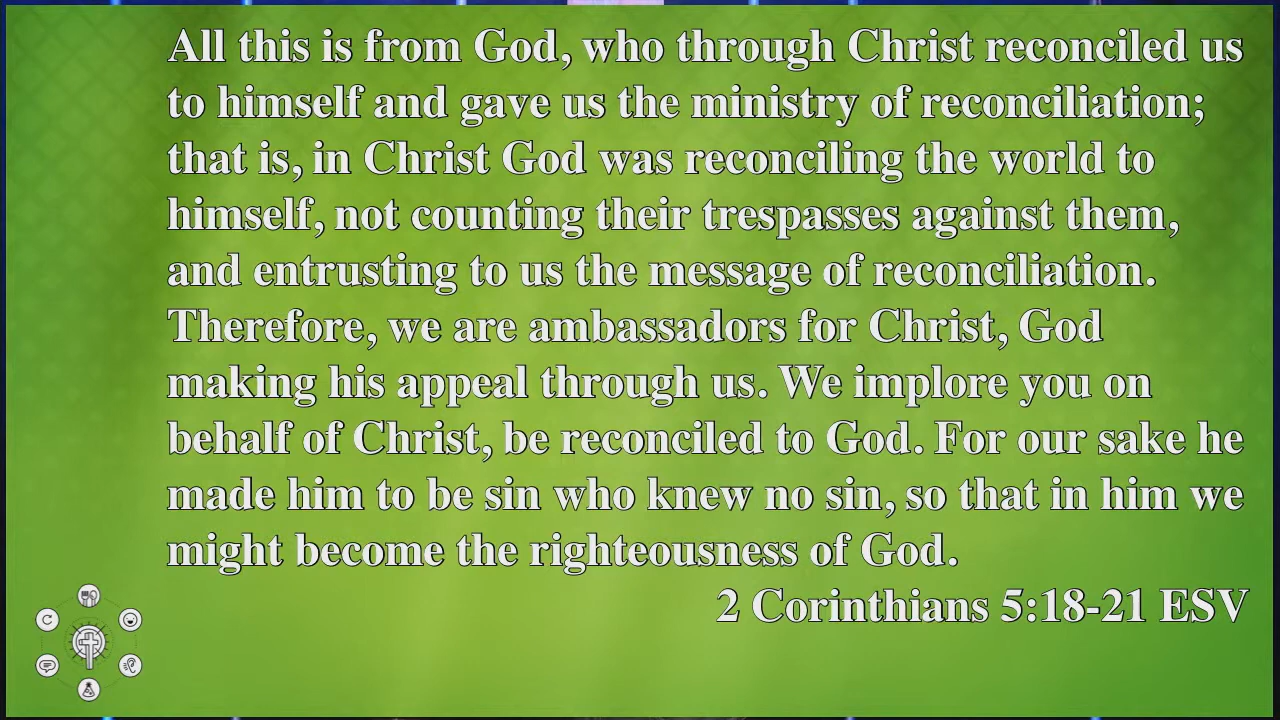 All this is from God, who through Christ reconciled us
to himself and gave us the ministry of reconciliation;
that is, in Christ God was reconciling the world to
himself, not counting their trespasses against them,
and entrusting to us the message of reconciliation.
Therefore, we are ambassadors for Christ, God
making his appeal through us. We implore you on
behalf of Christ, be reconciled to God. For our sake he
made him to be sin who knew no sin, so that in him we
might become the righteousness of God.
2 Corinthians 5:18-21 ESV